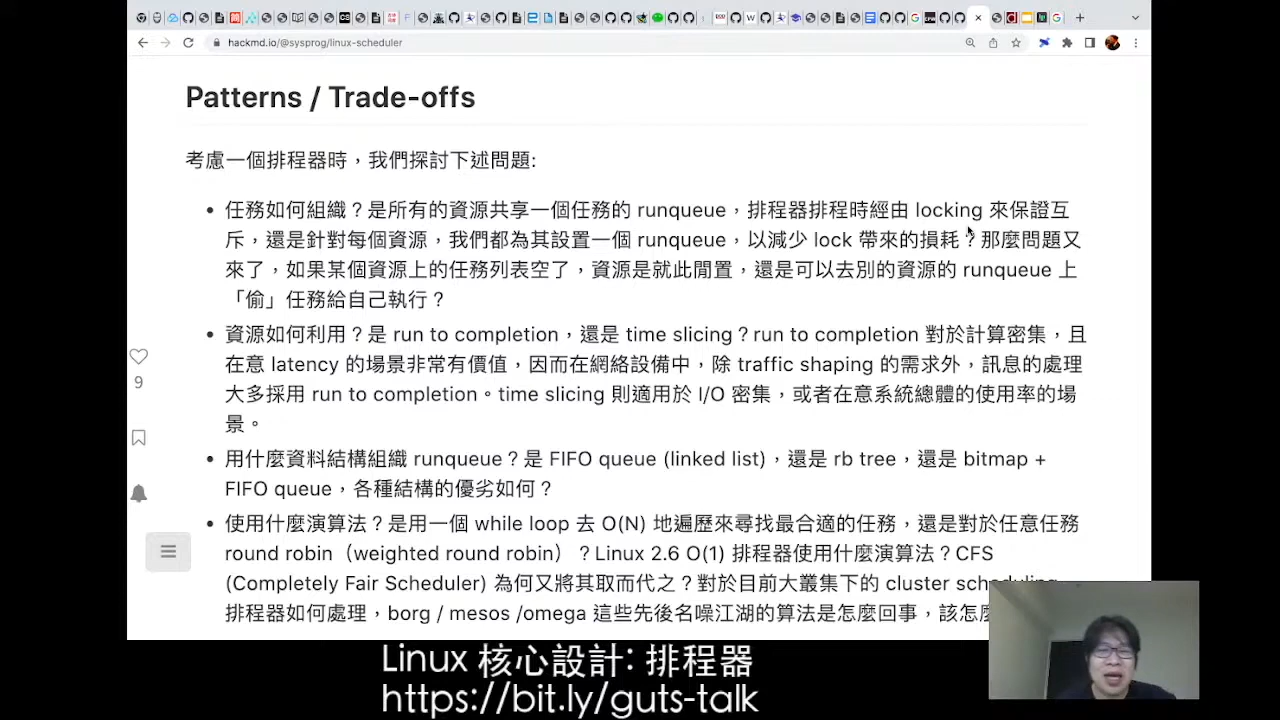 hackmd.io/@sysprog/linux-scheduler
Patterns / Trade-offs
考慮一個排程器時，我們探討下述問題:
• 任務如何組織？是所有的資源共享一個任務的 runqueue，排程器排程時經由 locking 來保證互
斥，還是針對每個資源，我們都為其設置一個 runqueue，以減少 lock 帶來的損耗？那麼問題又
來了，如果某個資源上的任務列表空了，資源是就此閒置，還是可以去別的資源的 runqueue 上
「偷」任務給自己執行？
• 資源如何利用？是 run to completion，還是 time slicing？run to completion 對於計算密集，且
在意 latency 的場景非常有價值，因而在網絡設備中，除 traffic shaping 的需求外，訊息的處理
大多採用 run to completion。time slicing 則適用於 I/O 密集，或者在意系統總體的使用率的場
景。
• 用什麼資料結構組織 runqueue？是 FIFO queue (linked list)，還是 rb tree，還是 bitmap +
FIFO queue，各種結構的優劣如何？
• 使用什麼演算法？是用一個 while loop 去 O(N) 地遍歷來尋找最合適的任務，還是對於任意任務
round robin（weighted round robin）？Linux 2.6 O(1) 排程器使用什麼演算法？CFS
(Completely Fair Scheduler) 為何又將其取而代之？對於目前大叢集下的 cluster scheduling
排程器如何處理，borg / mesos /omega 這些先後名噪江湖的算法是怎麼回事，該怎
9
Linux 核心設計: 排程器
https://bit.ly/guts-talk